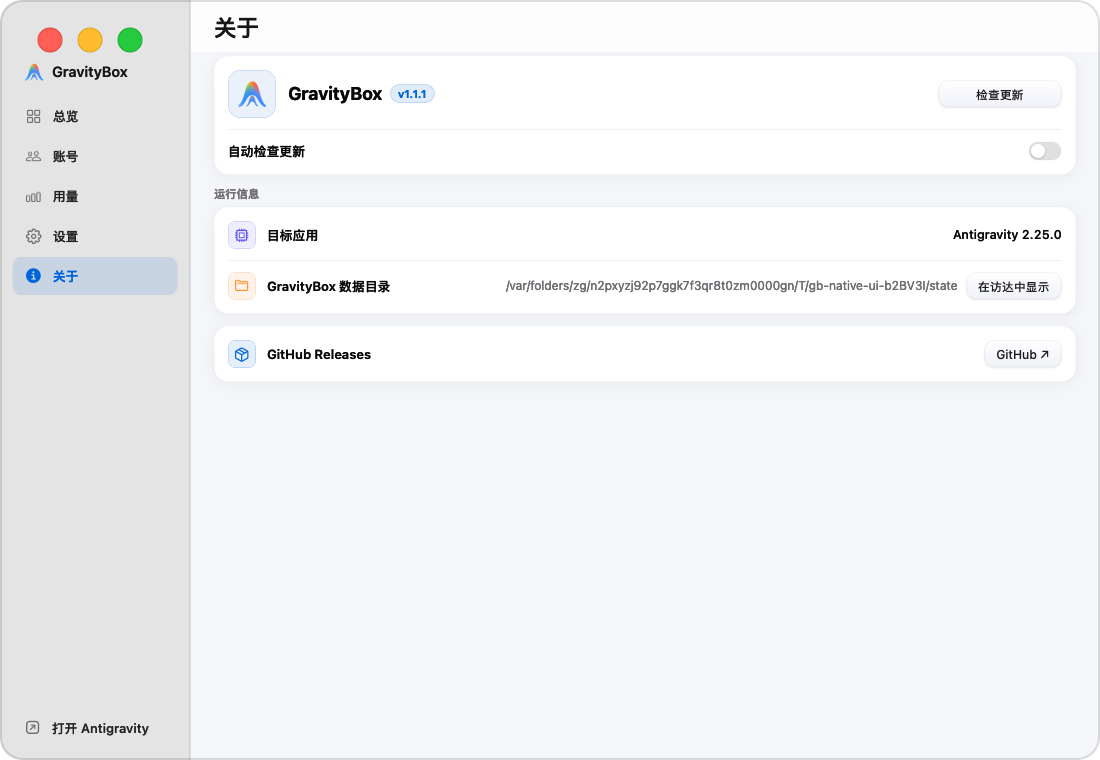 关于
GravityBox
总览
账号
用量
设置
关于
打开 Antigravity
GravityBox v1.1.1
检查更新
自动检查更新
运行信息
目标应用
Antigravity 2.25.0
GravityBox 数据目录
/var/folders/zg/n2pxyzj92p7ggk7f3qr8t0zm0000gn/T/gb-native-ui-b2BV3l/state
在访达中显示
GitHub Releases
GitHub ↗